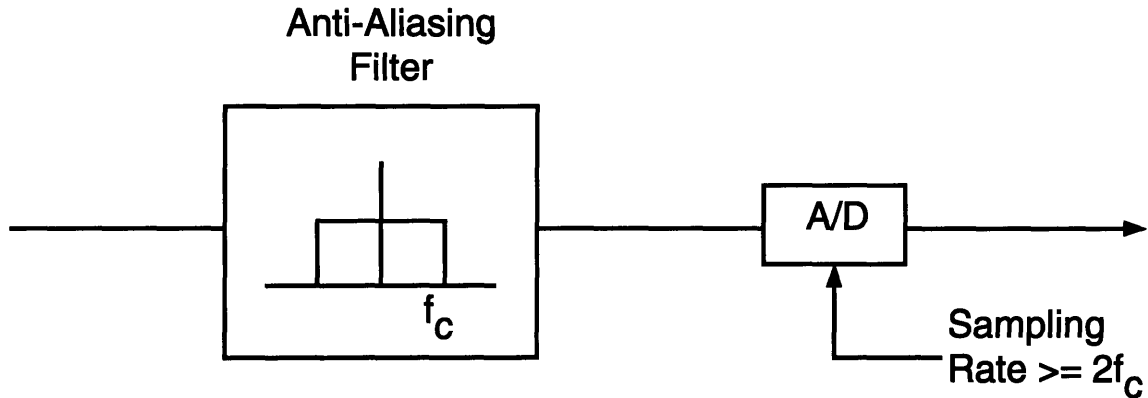 Anti-Aliasing
Filter
f_c
A/D
Sampling
Rate >= 2f_c